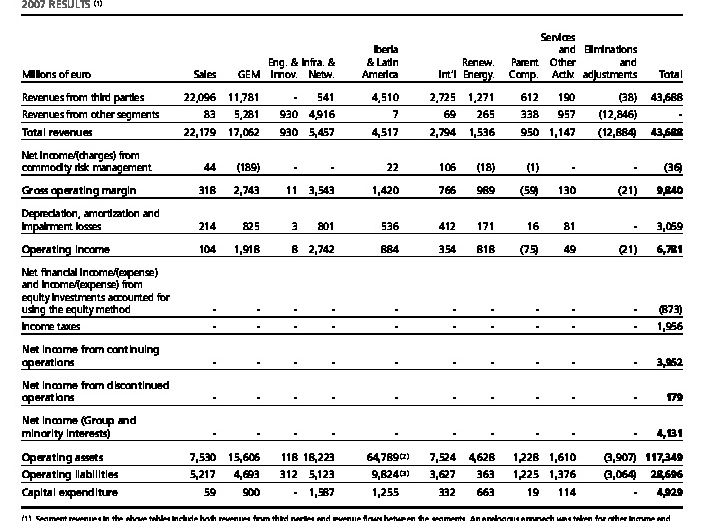 2007 RESULTS (1)
Services
Iberia and Eliminations
Eng. & Infra. & & Latin Renew. Parent Other and
Millions of euro Sales GEM Innov. Netw. America Int'l Energy. Comp. Activ. adjustments Total
Revenues from third parties 22,096 11,781 - 541 4,510 2,725 1,271 612 190 (38) 43,688
Revenues from other segments 83 5,281 930 4,916 7 69 265 338 957 (12,846) -
Total revenues 22,179 17,062 930 5,457 4,517 2,794 1,536 950 1,147 (12,884) 43,688
Net income/(charges) from
commodity risk management 44 (189) - - 22 106 (18) (1) - - (36)
Gross operating margin 318 2,743 11 3,543 1,420 766 989 (59) 130 (21) 9,840
Depreciation, amortization and
impairment losses 214 825 3 801 536 412 171 16 81 - 3,059
Operating income 104 1,918 8 2,742 884 354 818 (75) 49 (21) 6,781
Net financial income/(expense)
and income/(expense) from
equity investments accounted for
using the equity method - - - - - - - - - - (873)
Income taxes - - - - - - - - - - 1,956
Net income from continuing
operations - - - - - - - - - - 3,952
Net income from discontinued
operations - - - - - - - - - - 179
Net income (Group and
minority interests) - - - - - - - - - - 4,131
Operating assets 7,530 15,606 118 18,223 64,789(2) 7,524 4,628 1,228 1,610 (3,907) 117,349
Operating liabilities 5,217 4,693 312 5,123 9,824(3) 3,627 363 1,225 1,376 (3,064) 28,696
Capital expenditure 59 900 - 1,587 1,255 332 663 19 114 - 4,929
(1) Segment revenues in the above tables include both revenues from third parties and revenue flows between the segments. An analogous approach was taken for other income and